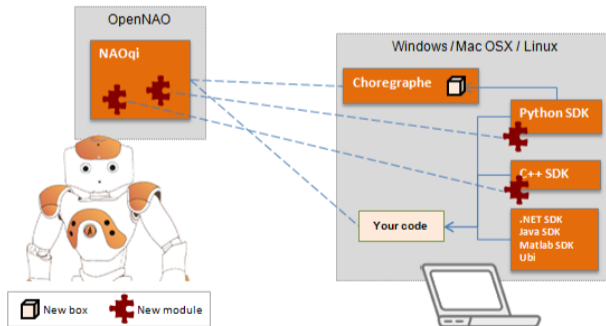 OpenNAO
NAOqi
Windows / Mac OSX / Linux
Choregraphe
Python SDK
C++ SDK
Your code
.NET SDK
Java SDK
Matlab SDK
Ubi
New box
New module